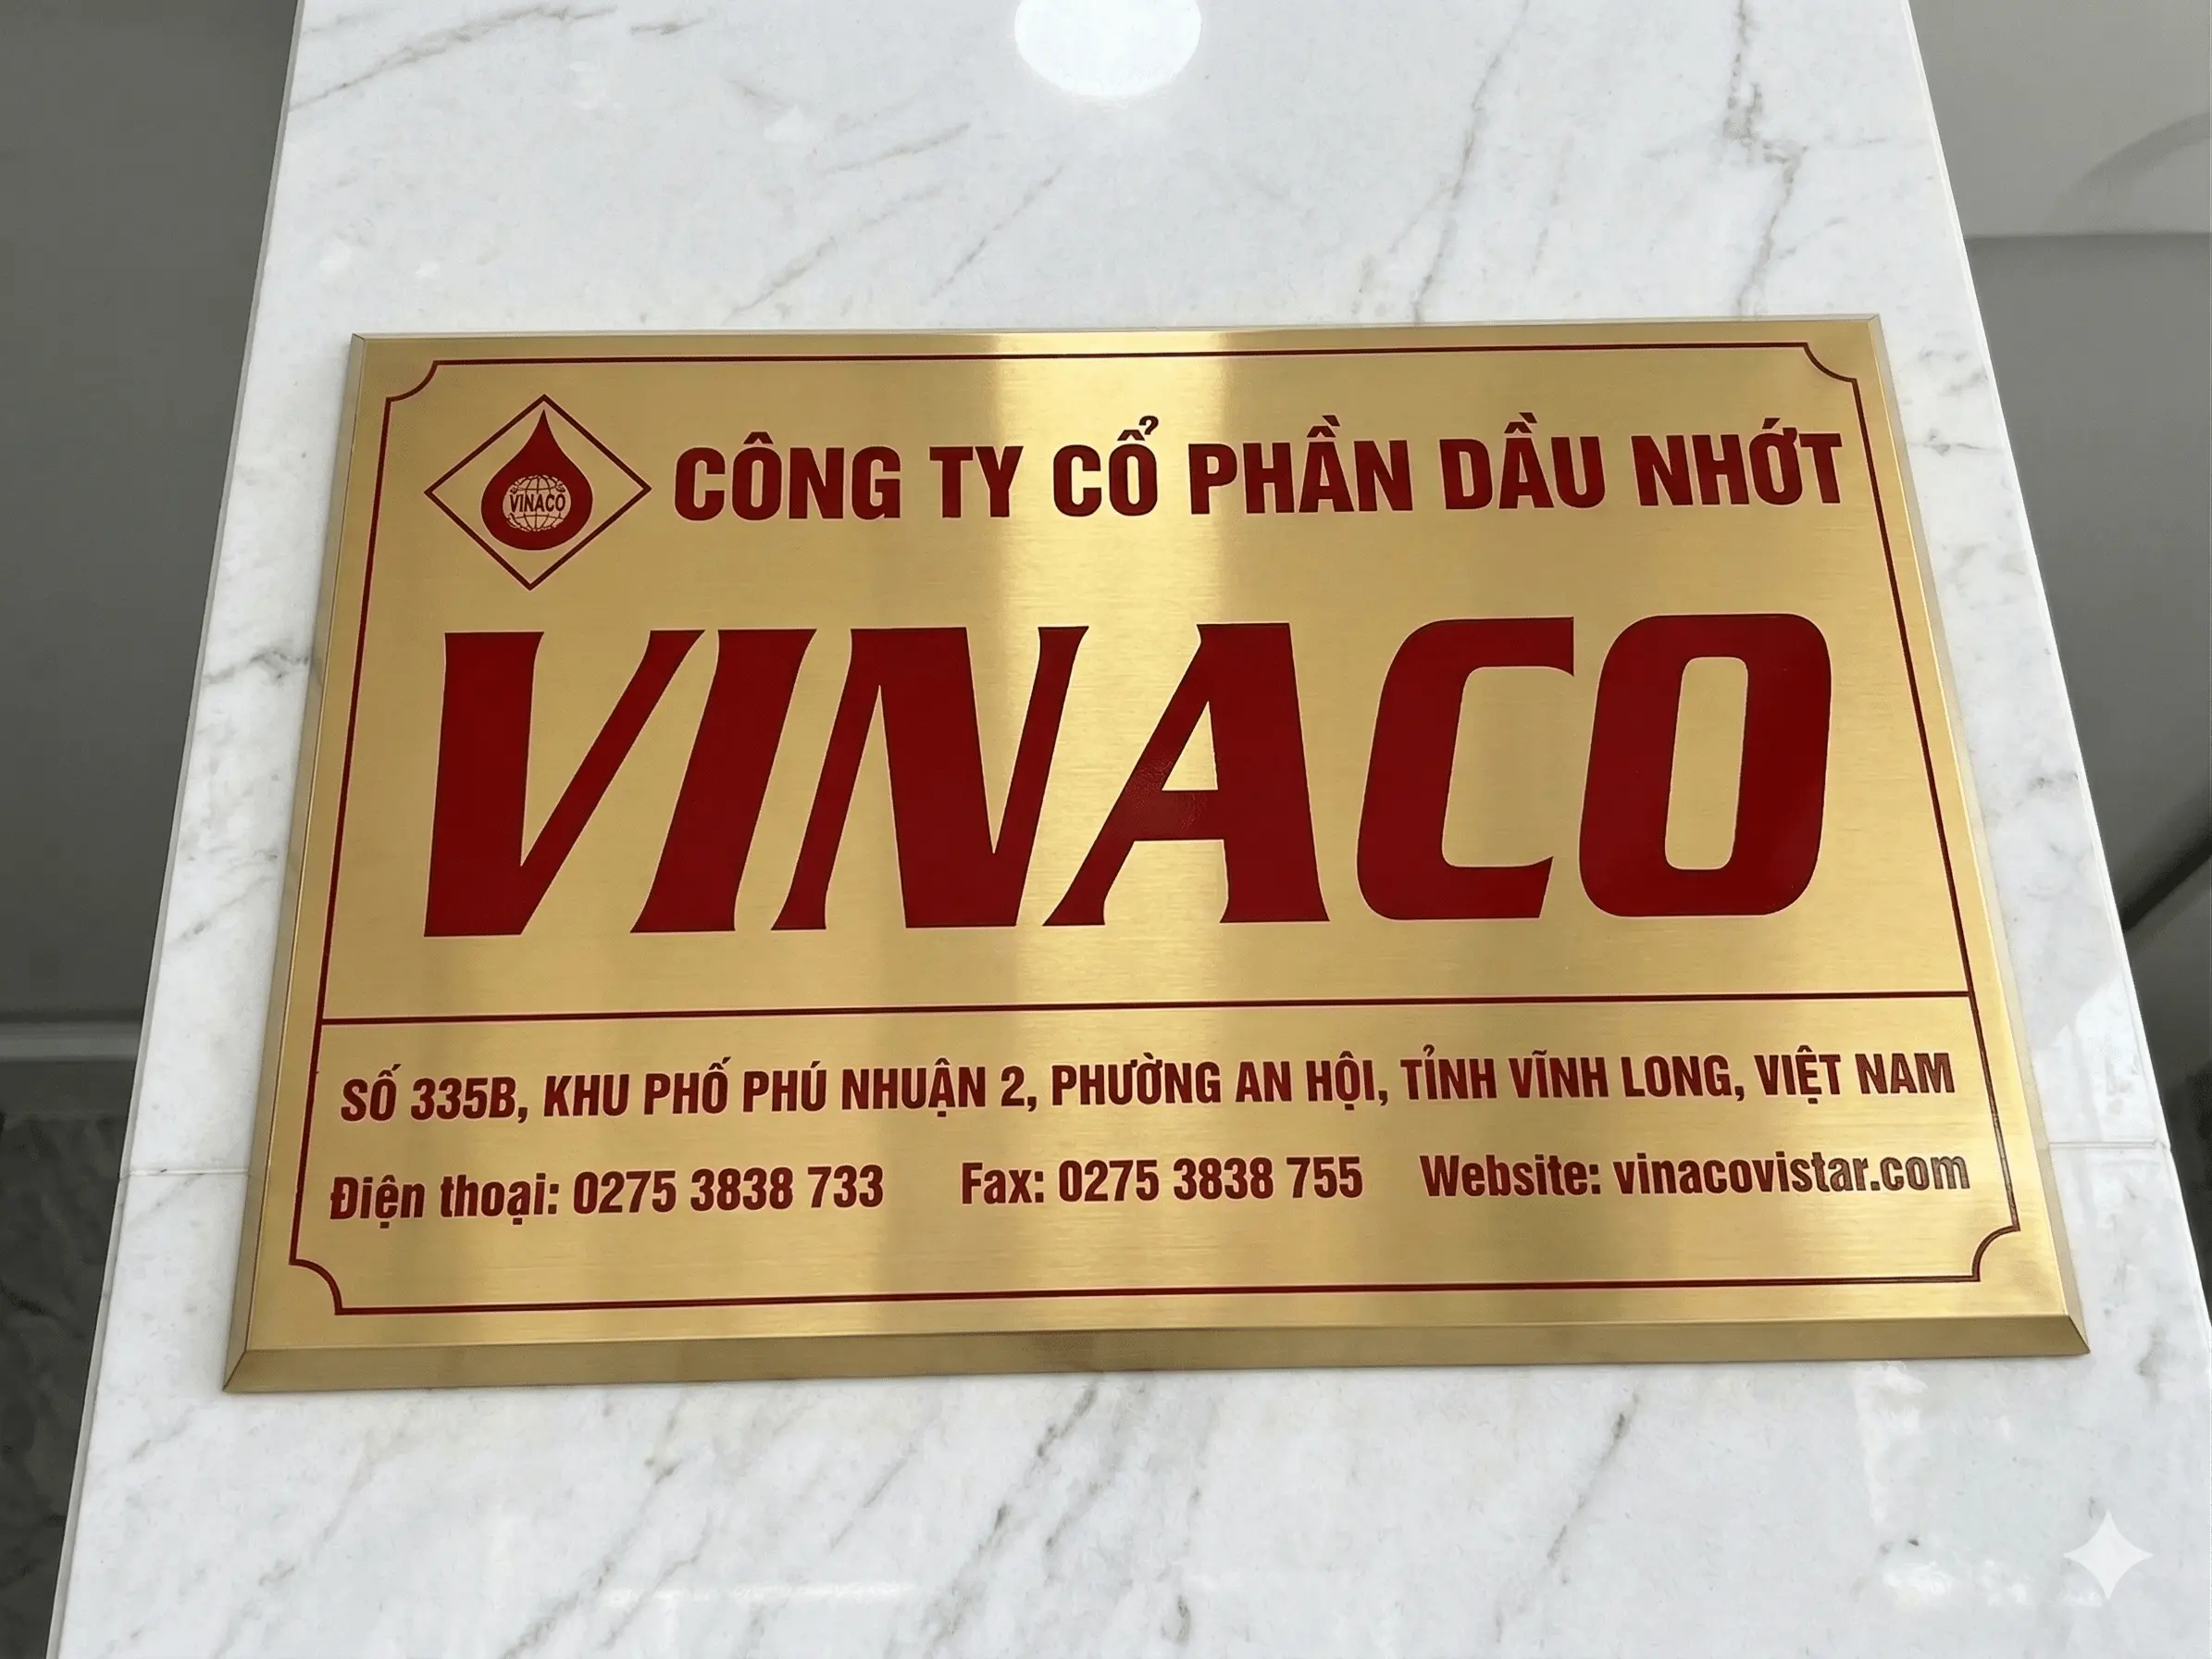 VINACO
CÔNG TY CỔ PHẦN DẦU NHỚT
VINACO
SỐ 335B, KHU PHỐ PHÚ NHUẬN 2, PHƯỜNG AN HỘI, TỈNH VĨNH LONG, VIỆT NAM
Điện thoại: 0275 3838 733 Fax: 0275 3838 755 Website: vinacovistar.com